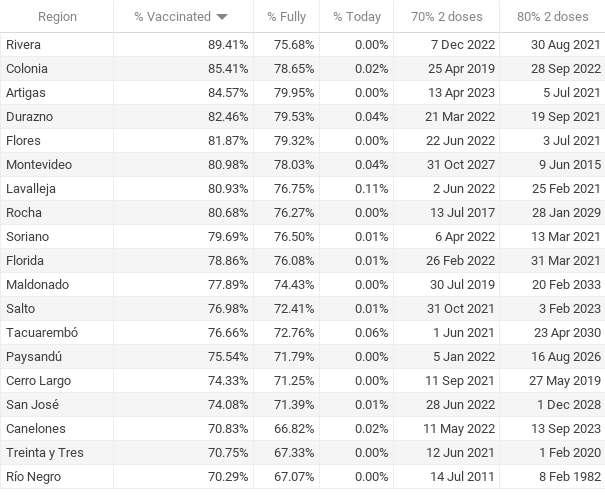 Region % Vaccinated % Fully % Today 70% 2 doses 80% 2 doses
Rivera 89.41% 75.68% 0.00% 7 Dec 2022 30 Aug 2021
Colonia 85.41% 78.65% 0.02% 25 Apr 2019 28 Sep 2022
Artigas 84.57% 79.95% 0.00% 13 Apr 2023 5 Jul 2021
Durazno 82.46% 79.53% 0.04% 21 Mar 2022 19 Sep 2021
Flores 81.87% 79.32% 0.00% 22 Jun 2022 3 Jul 2021
Montevideo 80.98% 78.03% 0.04% 31 Oct 2027 9 Jun 2015
Lavalleja 80.93% 76.75% 0.11% 2 Jun 2022 25 Feb 2021
Rocha 80.68% 76.27% 0.00% 13 Jul 2017 28 Jan 2029
Soriano 79.69% 76.50% 0.01% 6 Apr 2022 13 Mar 2021
Florida 78.86% 76.08% 0.01% 26 Feb 2022 31 Mar 2021
Maldonado 77.89% 74.43% 0.00% 30 Jul 2019 20 Feb 2033
Salto 76.98% 72.41% 0.01% 31 Oct 2021 3 Feb 2023
Tacuarembó 76.66% 72.76% 0.06% 1 Jun 2021 23 Apr 2030
Paysandú 75.54% 71.79% 0.00% 5 Jan 2022 16 Aug 2026
Cerro Largo 74.33% 71.25% 0.00% 11 Sep 2021 27 May 2019
San José 74.08% 71.39% 0.01% 28 Jun 2022 1 Dec 2028
Canelones 70.83% 66.82% 0.02% 11 May 2022 13 Sep 2023
Treinta y Tres 70.75% 67.33% 0.00% 12 Jun 2021 1 Feb 2020
Río Negro 70.29% 67.07% 0.00% 14 Jul 2011 8 Feb 1982